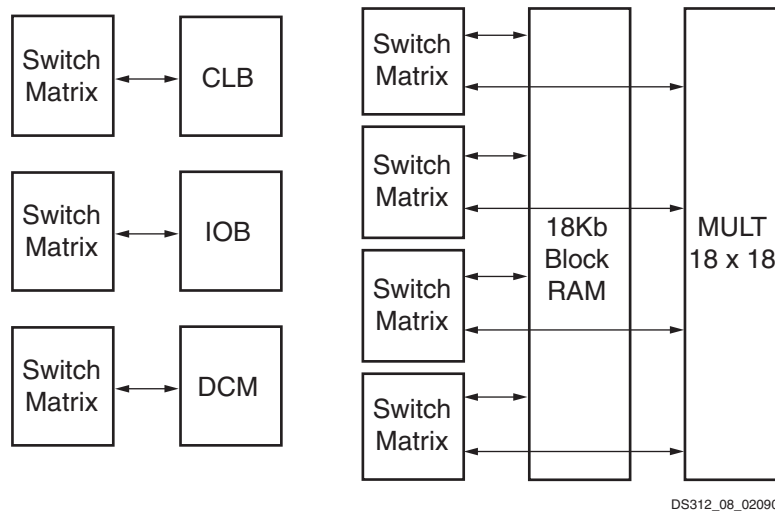 Switch
Matrix
CLB
Switch
Matrix
IOB
Switch
Matrix
DCM
Switch
Matrix
Switch
Matrix
Switch
Matrix
Switch
Matrix
18Kb
Block
RAM
MULT
18 x 18
DS312_08_02090